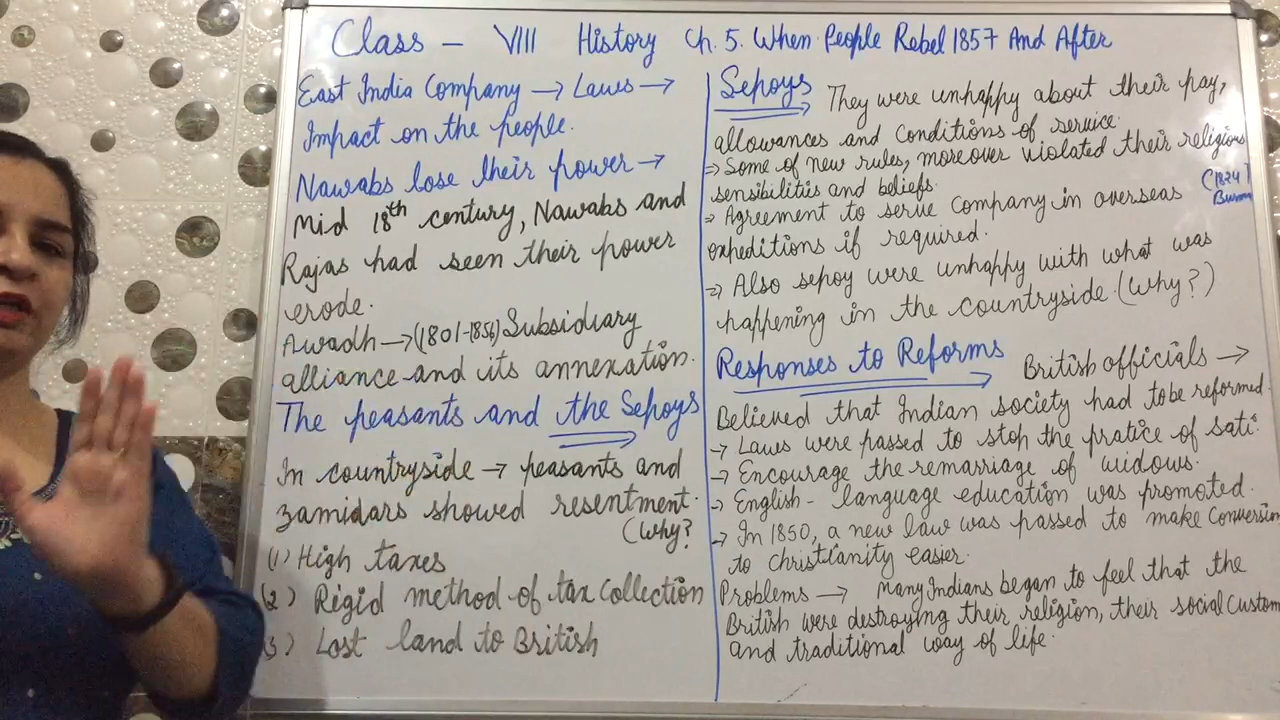 Class - VIII History Ch. 5. When People Rebel 1857 And After
East India Company → Laws →
Impact on the people.
Nawabs lose their power →
Mid 18th century, Nawabs and
Rajas had seen their power
erode.
Awadh → (1801-1856) Subsidiary
alliance and its annexation.
The peasants and the Sepoys
In countryside → peasants and
zamidars showed resentment.
(Why?
(1) High taxes
(2) Rigid method of tax collection
(3) Lost land to British
Sepoys They were unhappy about their pay,
allowances and conditions of service.
⇒ Some of new rules, moreover violated their religious
sensibilities and beliefs.
⇒ Agreement to serve Company in overseas (1824
expeditions if required.
⇒ Also sepoy were unhappy with what was
happening in the countryside. (Why?)
Responses to Reforms British officials →
Believed that Indian society had to be reformed.
→ Laws were passed to stop the pratice of sati.
→ Encourage the remarriage of widows.
→ English - language education was promoted.
→ In 1850, a new law was passed to make Conversion
to Christianity easier.
Problems → Many Indians began to feel that the
British were destroying their religion, their social custom
and traditional way of life.